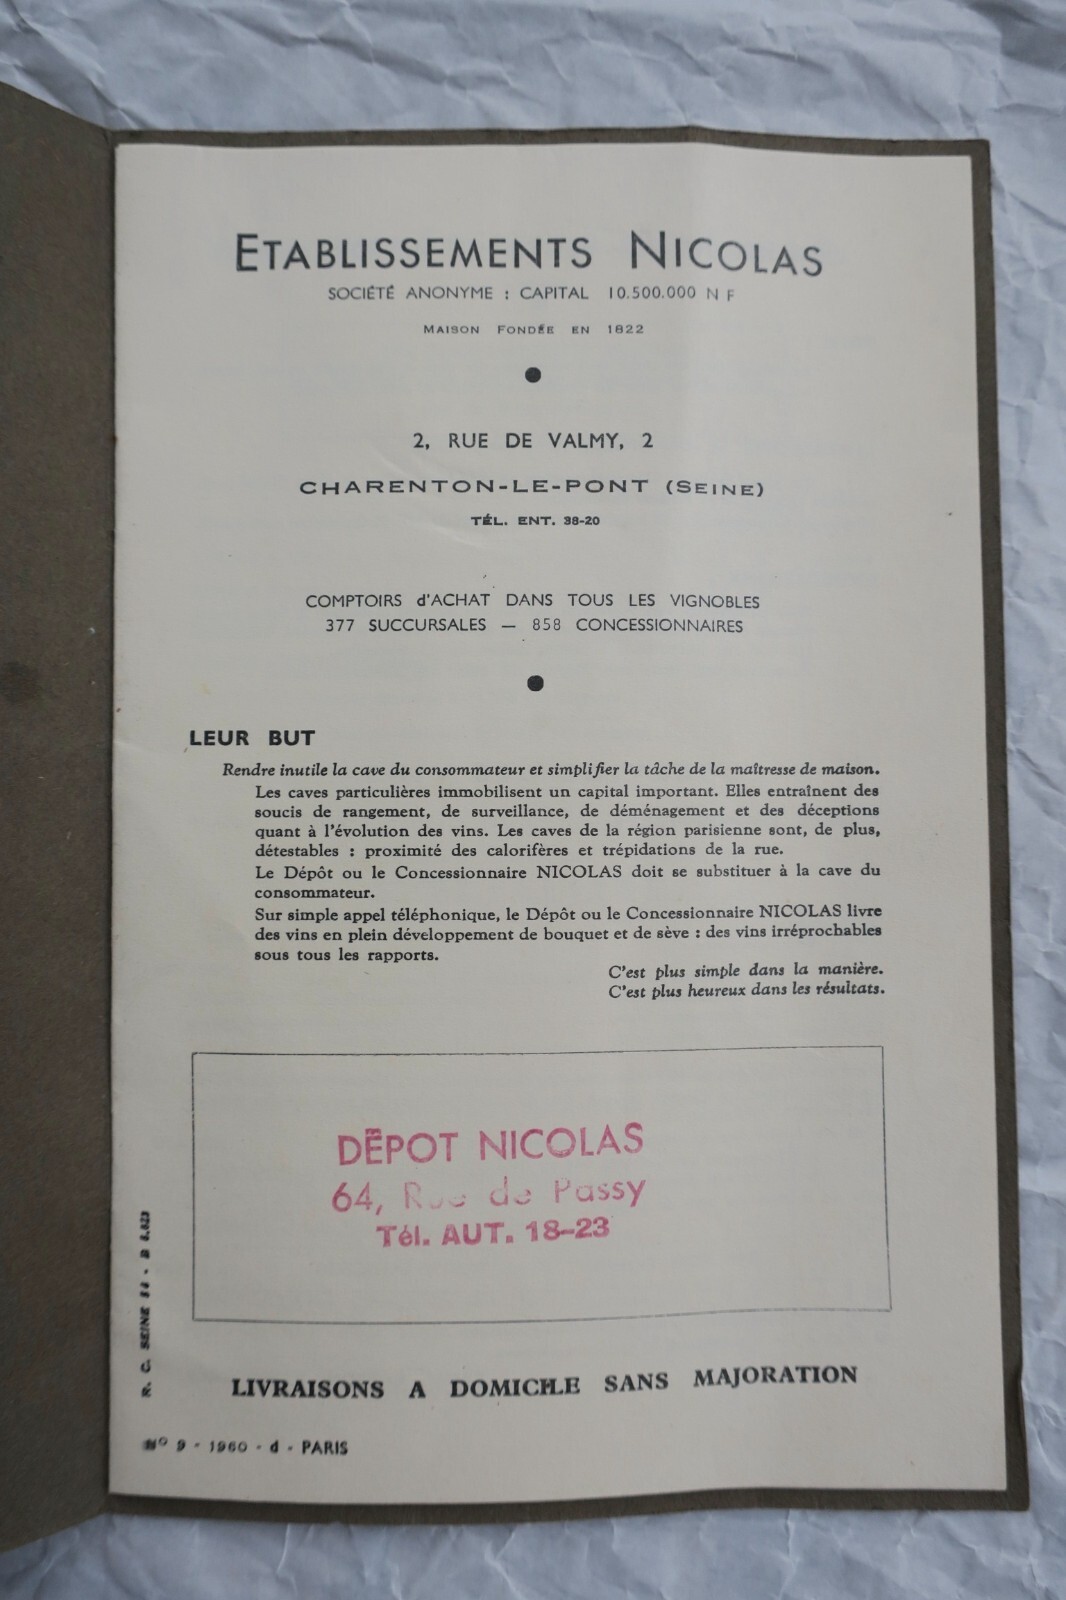 ETABLISSEMENTS NICOLAS
SOCIÉTÉ ANONYME : CAPITAL 10.500.000 N F
MAISON FONDÉE EN 1822
2, RUE DE VALMY, 2
CHARENTON-LE-PONT (SEINE)
TÉL. ENT. 38-20
COMPTOIRS d'ACHAT DANS TOUS LES VIGNOBLES
377 SUCCURSALES — 858 CONCESSIONNAIRES
LEUR BUT
Rendre inutile la cave du consommateur et simplifier la tâche de la maîtresse de maison.
Les caves particulières immobilisent un capital important. Elles entraînent des
soucis de rangement, de surveillance, de déménagement et des déceptions
quant à l'évolution des vins. Les caves de la région parisienne sont, de plus,
détestables : proximité des calorifères et trépidations de la rue.
Le Dépôt ou le Concessionnaire NICOLAS doit se substituer à la cave du
consommateur.
Sur simple appel téléphonique, le Dépôt ou le Concessionnaire NICOLAS livre
des vins en plein développement de bouquet et de sève : des vins irréprochables
sous tous les rapports.
C'est plus simple dans la manière.
C'est plus heureux dans les résultats.
DÉPOT NICOLAS
64, Rue de Passy
Tél. AUT. 18-23
LIVRAISONS A DOMICILE SANS MAJORATION
R. C. SEINE
Nº 9 - 1960 - d - PARIS